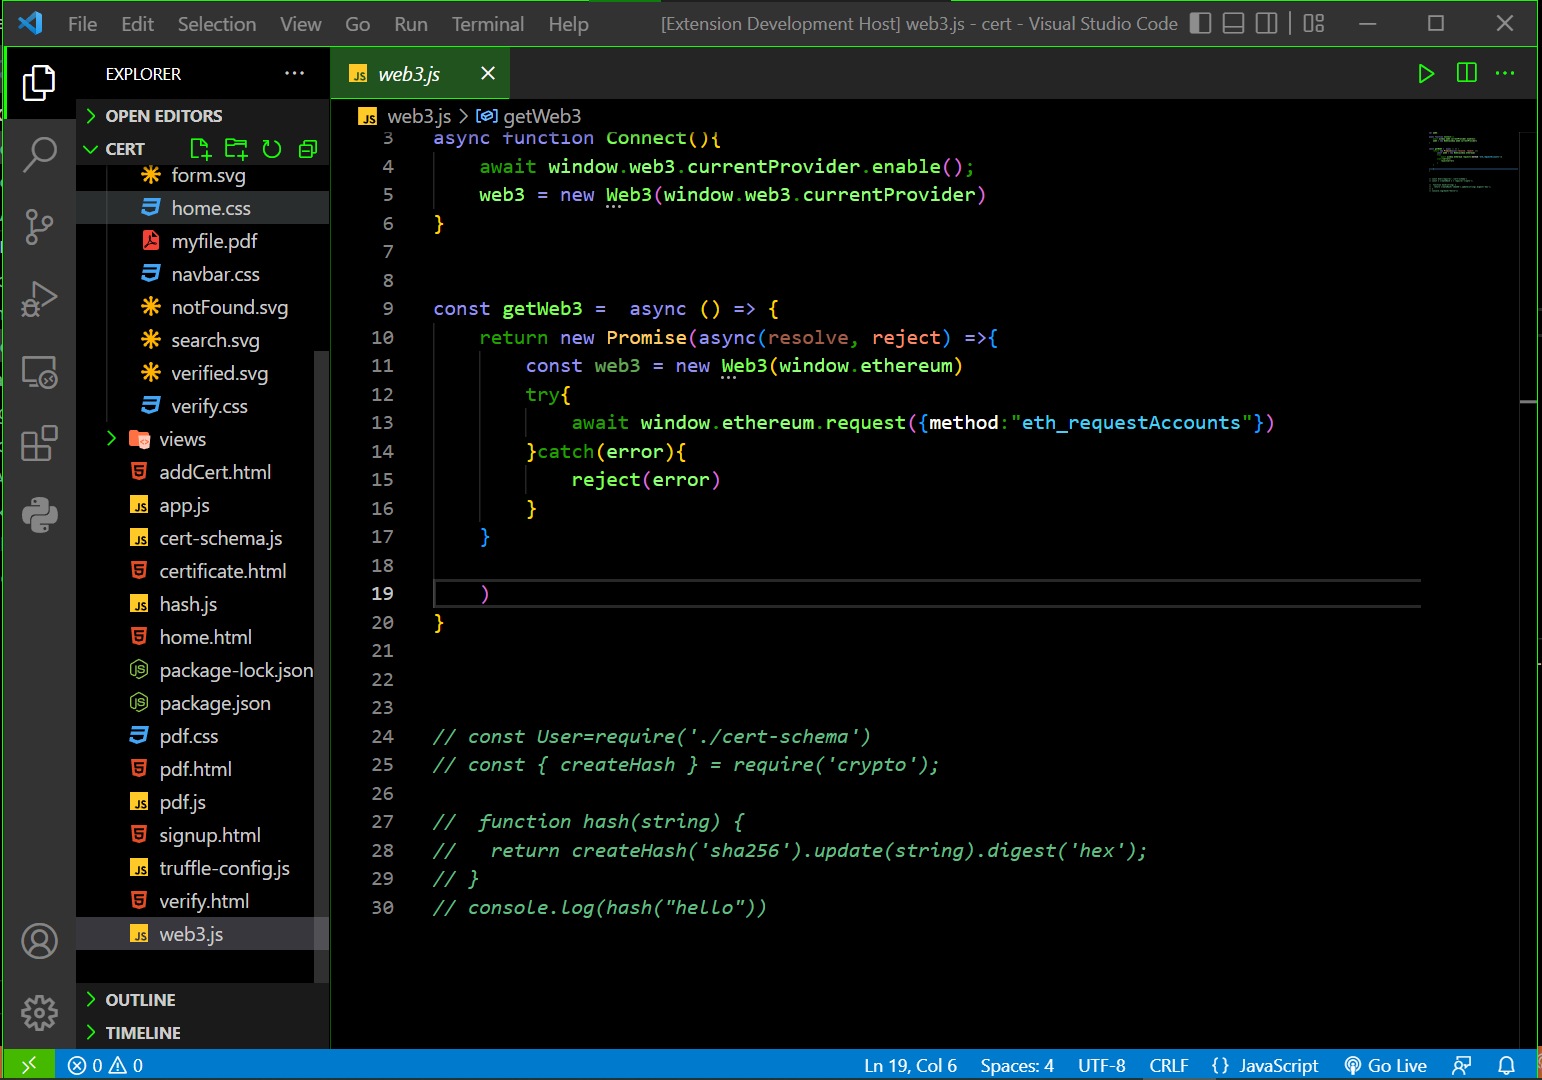 File Edit Selection View Go Run Terminal Help [Extension Development Host] web3.js - cert - Visual Studio Code
EXPLORER
OPEN EDITORS
CERT
form.svg
home.css
myfile.pdf
navbar.css
notFound.svg
search.svg
verified.svg
verify.css
views
addCert.html
app.js
cert-schema.js
certificate.html
hash.js
home.html
package-lock.json
package.json
pdf.css
pdf.html
pdf.js
signup.html
truffle-config.js
verify.html
web3.js
OUTLINE
TIMELINE
JS web3.js
JS web3.js > getWeb3
3 async function Connect(){
4 await window.web3.currentProvider.enable();
5 web3 = new Web3(window.web3.currentProvider)
6 }
7
8
9 const getWeb3 =  async () => {
10 return new Promise(async(resolve, reject) =>{
11 const web3 = new Web3(window.ethereum)
12 try{
13 await window.ethereum.request({method:"eth_requestAccounts"})
14 }catch(error){
15 reject(error)
16 }
17 }
18
19 )
20 }
21
22
23
24 // const User=require('./cert-schema')
25 // const { createHash } = require('crypto');
26
27 //  function hash(string) {
28 //   return createHash('sha256').update(string).digest('hex');
29 // }
30 // console.log(hash("hello"))
0 0 Ln 19, Col 6 Spaces: 4 UTF-8 CRLF {} JavaScript Go Live